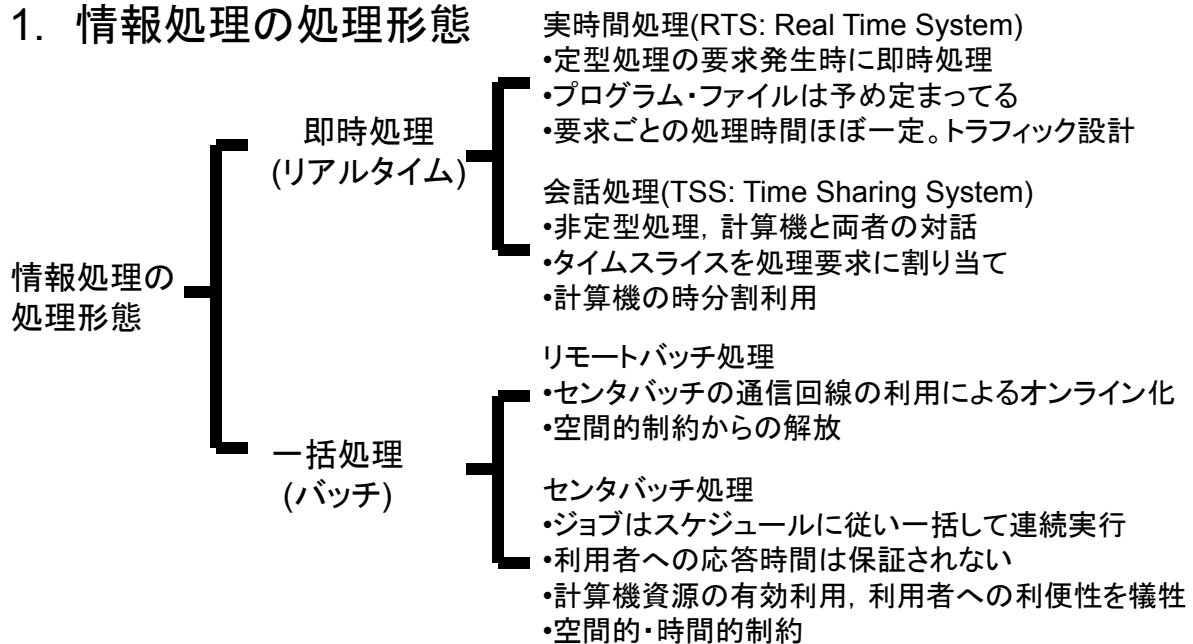 1. 情報処理の処理形態
実時間処理(RTS: Real Time System)
•定型処理の要求発生時に即時処理
•プログラム・ファイルは予め定まってる
•要求ごとの処理時間ほぼ一定。トラフィック設計
即時処理
(リアルタイム)
会話処理(TSS: Time Sharing System)
•非定型処理，計算機と両者の対話
•タイムスライスを処理要求に割り当て
•計算機の時分割利用
情報処理の
処理形態
リモートバッチ処理
•センタバッチの通信回線の利用によるオンライン化
•空間的制約からの解放
一括処理
(バッチ)
センタバッチ処理
•ジョブはスケジュールに従い一括して連続実行
•利用者への応答時間は保証されない
•計算機資源の有効利用，利用者への利便性を犠牲
•空間的・時間的制約